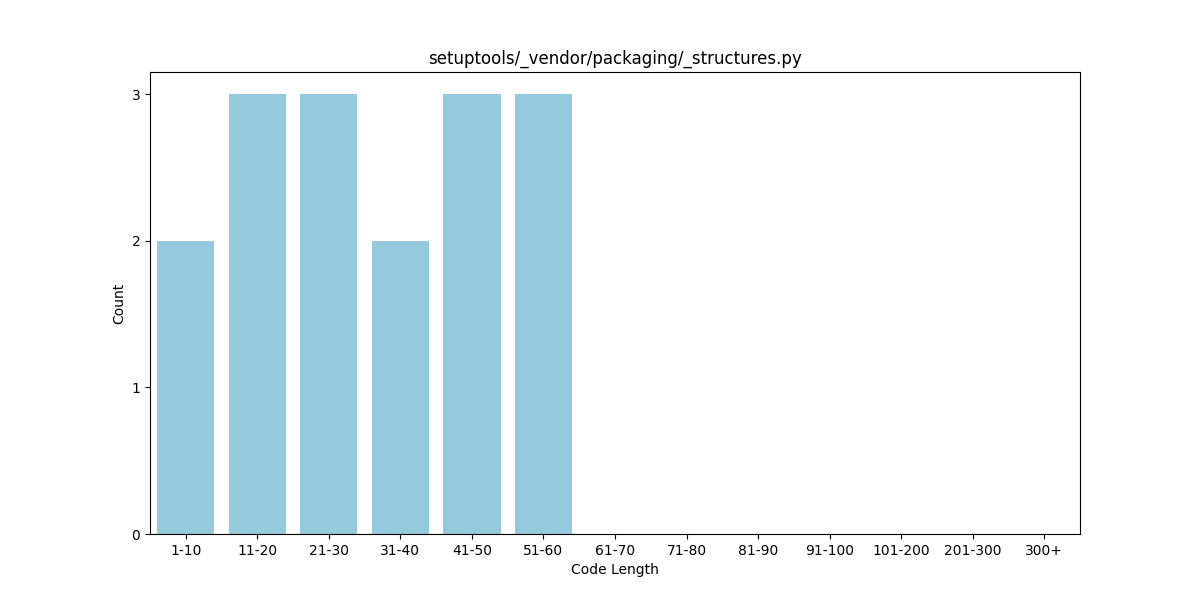 setuptools/_vendor/packaging/_structures.py
3
2
1
0
Count
1-10 11-20 21-30 31-40 41-50 51-60 61-70 71-80 81-90 91-100 101-200 201-300 300+
Code Length